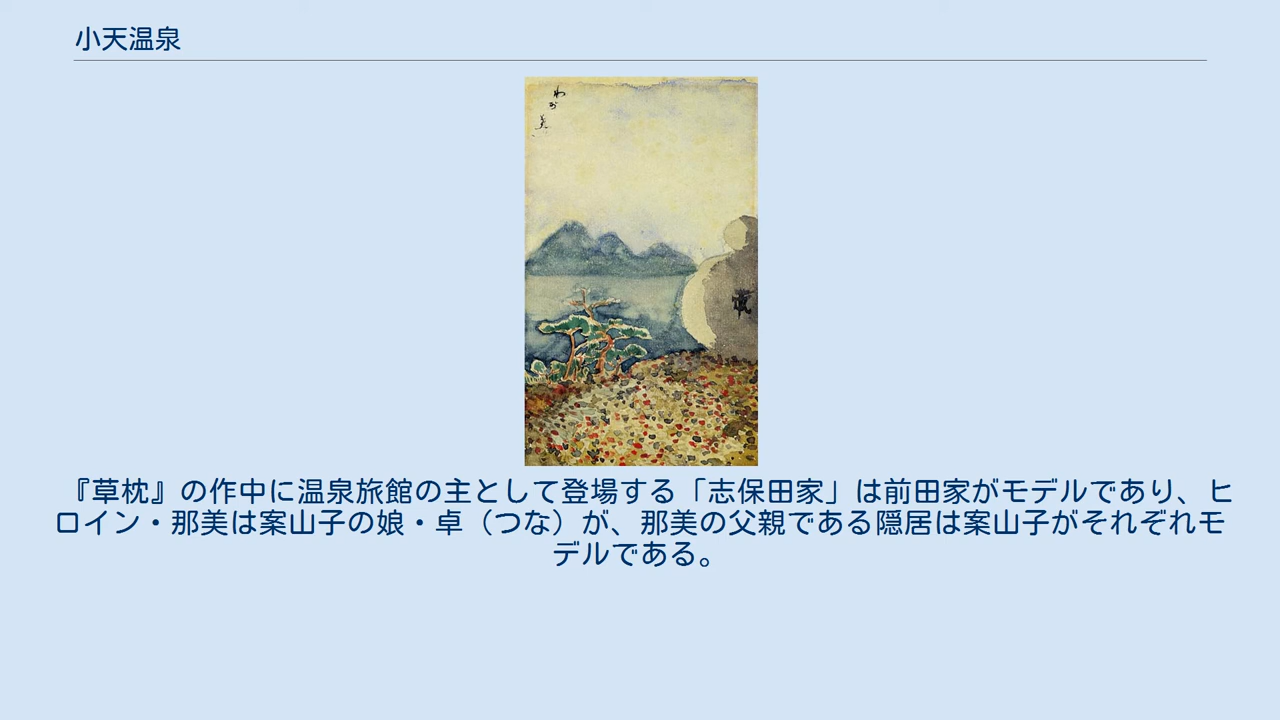 小天温泉
『草枕』の作中に温泉旅館の主として登場する「志保田家」は前田家がモデルであり、ヒ
ロイン・那美は案山子の娘・卓（つな）が、那美の父親である隠居は案山子がそれぞれモ
デルである。